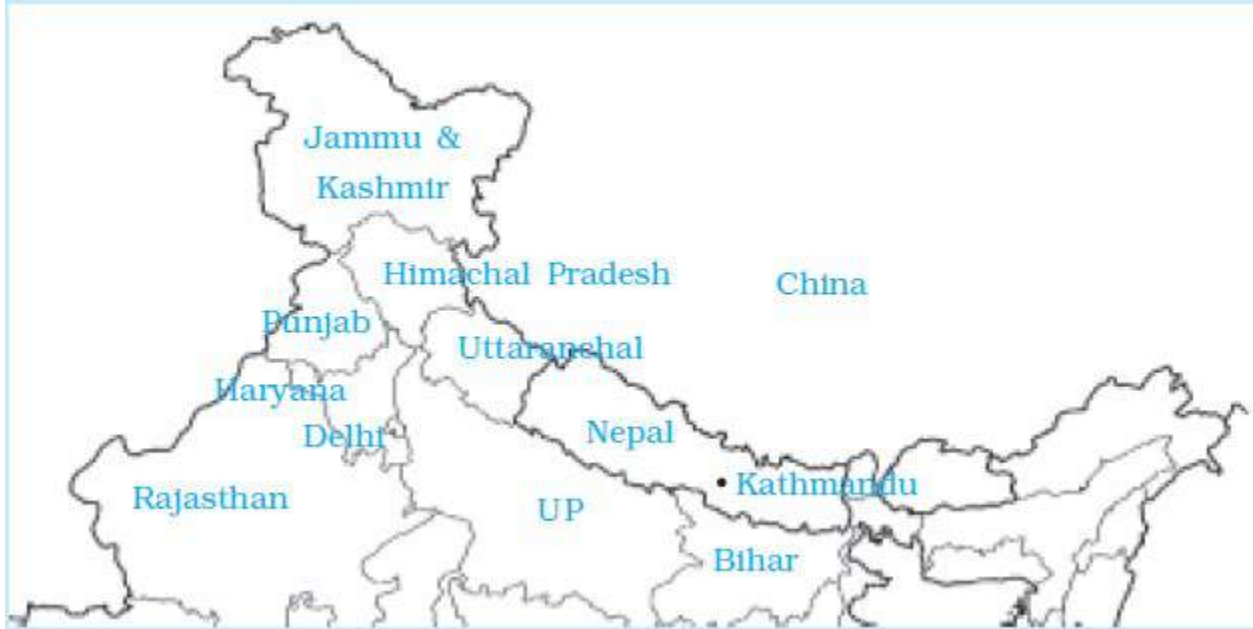 Jammu &
Kashmir
Himachal Pradesh
China
Punjab
Uttaranchal
Haryana
Delhi
Nepal
Kathmandu
Rajasthan
UP
Bihar